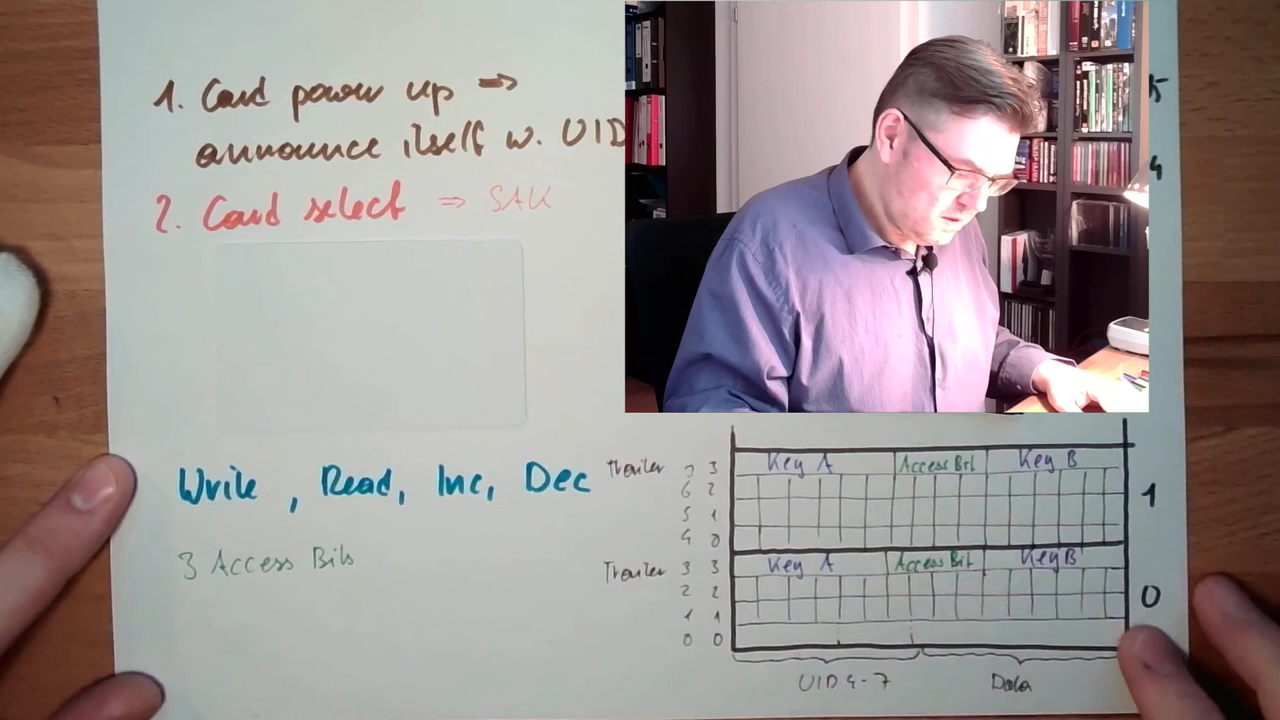 1. Card power up ⇒
announce itself w. UID
2. Card select ⇒ SAK
Write, Read, Inc, Dec
3 Access Bits
5
4
Trailer 7 3 Key A Access Bit Key B
6 2
5 1
4 0
1
Trailer 3 3 Key A Access Bit Key B
2 2
1 1
0 0
0
UID 4-7 Data